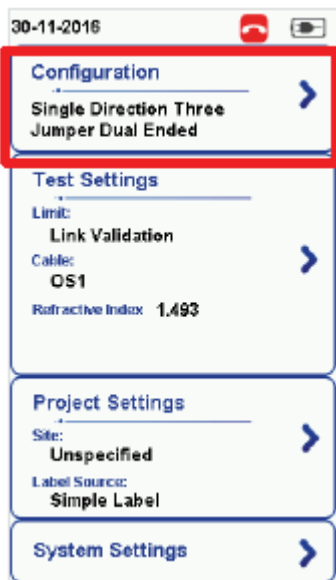 30-11-2016
Configuration
Single Direction Three
Jumper Dual Ended
Test Settings
Limit:
Link Validation
Cable:
OS1
Refractive Index 1.493
Project Settings
Site:
Unspecified
Label Source:
Simple Label
System Settings